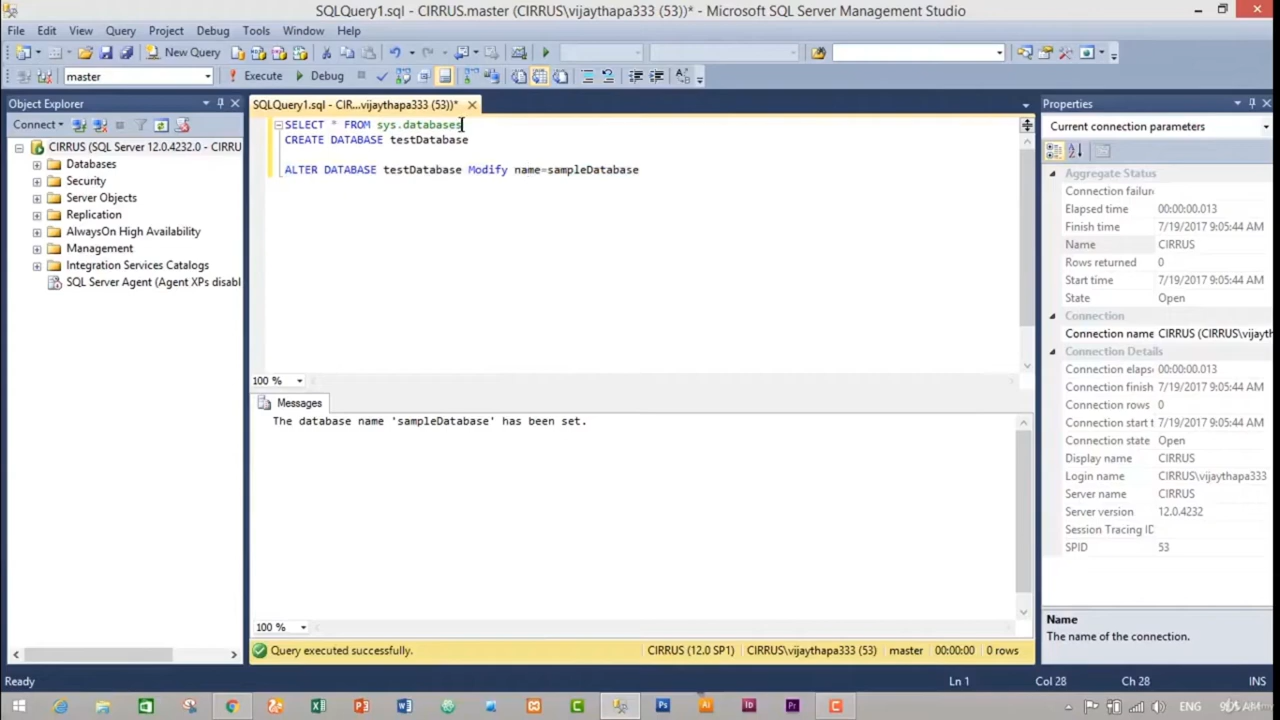 SQLQuery1.sql - CIRRUS.master (CIRRUS\vijaythapa333 (53))* - Microsoft SQL Server Management Studio
File Edit View Query Project Debug Tools Window Help
New Query
master Execute Debug
Object Explorer
Connect
CIRRUS (SQL Server 12.0.4232.0 - CIRRU
Databases
Security
Server Objects
Replication
AlwaysOn High Availability
Management
Integration Services Catalogs
SQL Server Agent (Agent XPs disabl
SQLQuery1.sql - CIR...vijaythapa333 (53))*
SELECT * FROM sys.databases
CREATE DATABASE testDatabase
ALTER DATABASE testDatabase Modify name=sampleDatabase
100 %
Messages
The database name 'sampleDatabase' has been set.
100 %
Query executed successfully. CIRRUS (12.0 SP1) CIRRUS\vijaythapa333 (53) master 00:00:00 0 rows
Properties
Current connection parameters
Aggregate Status
Connection failure
Elapsed time 00:00:00.013
Finish time 7/19/2017 9:05:44 AM
Name CIRRUS
Rows returned 0
Start time 7/19/2017 9:05:44 AM
State Open
Connection
Connection name CIRRUS (CIRRUS\vijayth
Connection Details
Connection elaps 00:00:00.013
Connection finish 7/19/2017 9:05:44 AM
Connection rows 0
Connection start t 7/19/2017 9:05:44 AM
Connection state Open
Display name CIRRUS
Login name CIRRUS\vijaythapa333
Server name CIRRUS
Server version 12.0.4232
Session Tracing ID
SPID 53
Name
The name of the connection.
Ready Ln 1 Col 28 Ch 28 INS
ENG